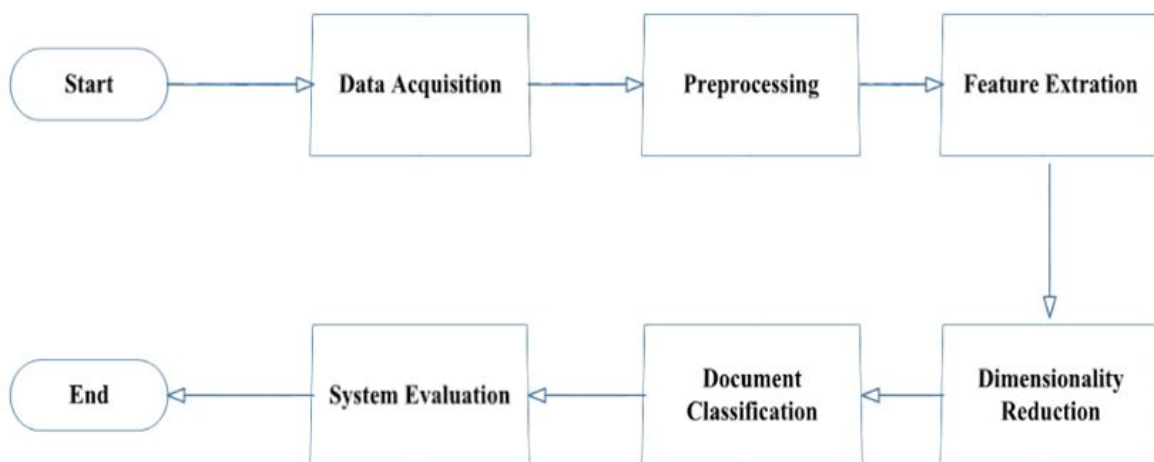 Start
Data Acquisition
Preprocessing
Feature Extration
Dimensionality
Reduction
Document
Classification
System Evaluation
End